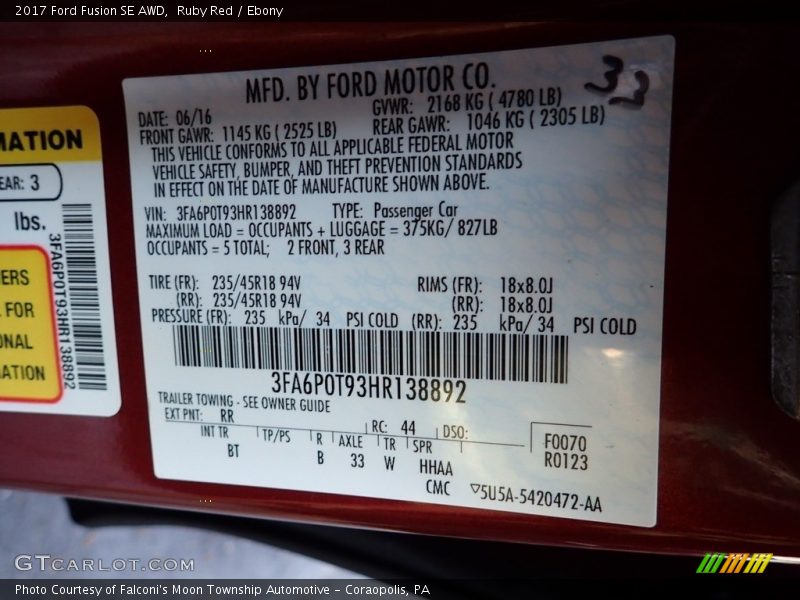 2017 Ford Fusion SE AWD, Ruby Red / Ebony
MATION
EAR: 3
lbs.
3FA6P0T93HR138892
ERS
FOR
ONAL
ATION
33
MFD. BY FORD MOTOR CO.
DATE: 06/16 GVWR: 2168 KG ( 4780 LB)
FRONT GAWR: 1145 KG ( 2525 LB) REAR GAWR: 1046 KG ( 2305 LB)
THIS VEHICLE CONFORMS TO ALL APPLICABLE FEDERAL MOTOR
VEHICLE SAFETY, BUMPER, AND THEFT PREVENTION STANDARDS
IN EFFECT ON THE DATE OF MANUFACTURE SHOWN ABOVE.
VIN: 3FA6P0T93HR138892 TYPE: Passenger Car
MAXIMUM LOAD = OCCUPANTS + LUGGAGE = 375KG/ 827LB
OCCUPANTS = 5 TOTAL; 2 FRONT, 3 REAR
TIRE (FR): 235/45R18 94V RIMS (FR): 18x8.0J
(RR): 235/45R18 94V (RR): 18x8.0J
PRESSURE (FR): 235 kPa/ 34 PSI COLD (RR): 235 kPa/ 34 PSI COLD
3FA6P0T93HR138892
TRAILER TOWING - SEE OWNER GUIDE
EXT PNT: RR RC: 44 DSO:
INT TR TP/PS R AXLE TR SPR F0070
BT B 33 W HHAA R0123
CMC ▽5U5A-5420472-AA
GTCARLOT.COM
Photo Courtesy of Falconi's Moon Township Automotive - Coraopolis, PA